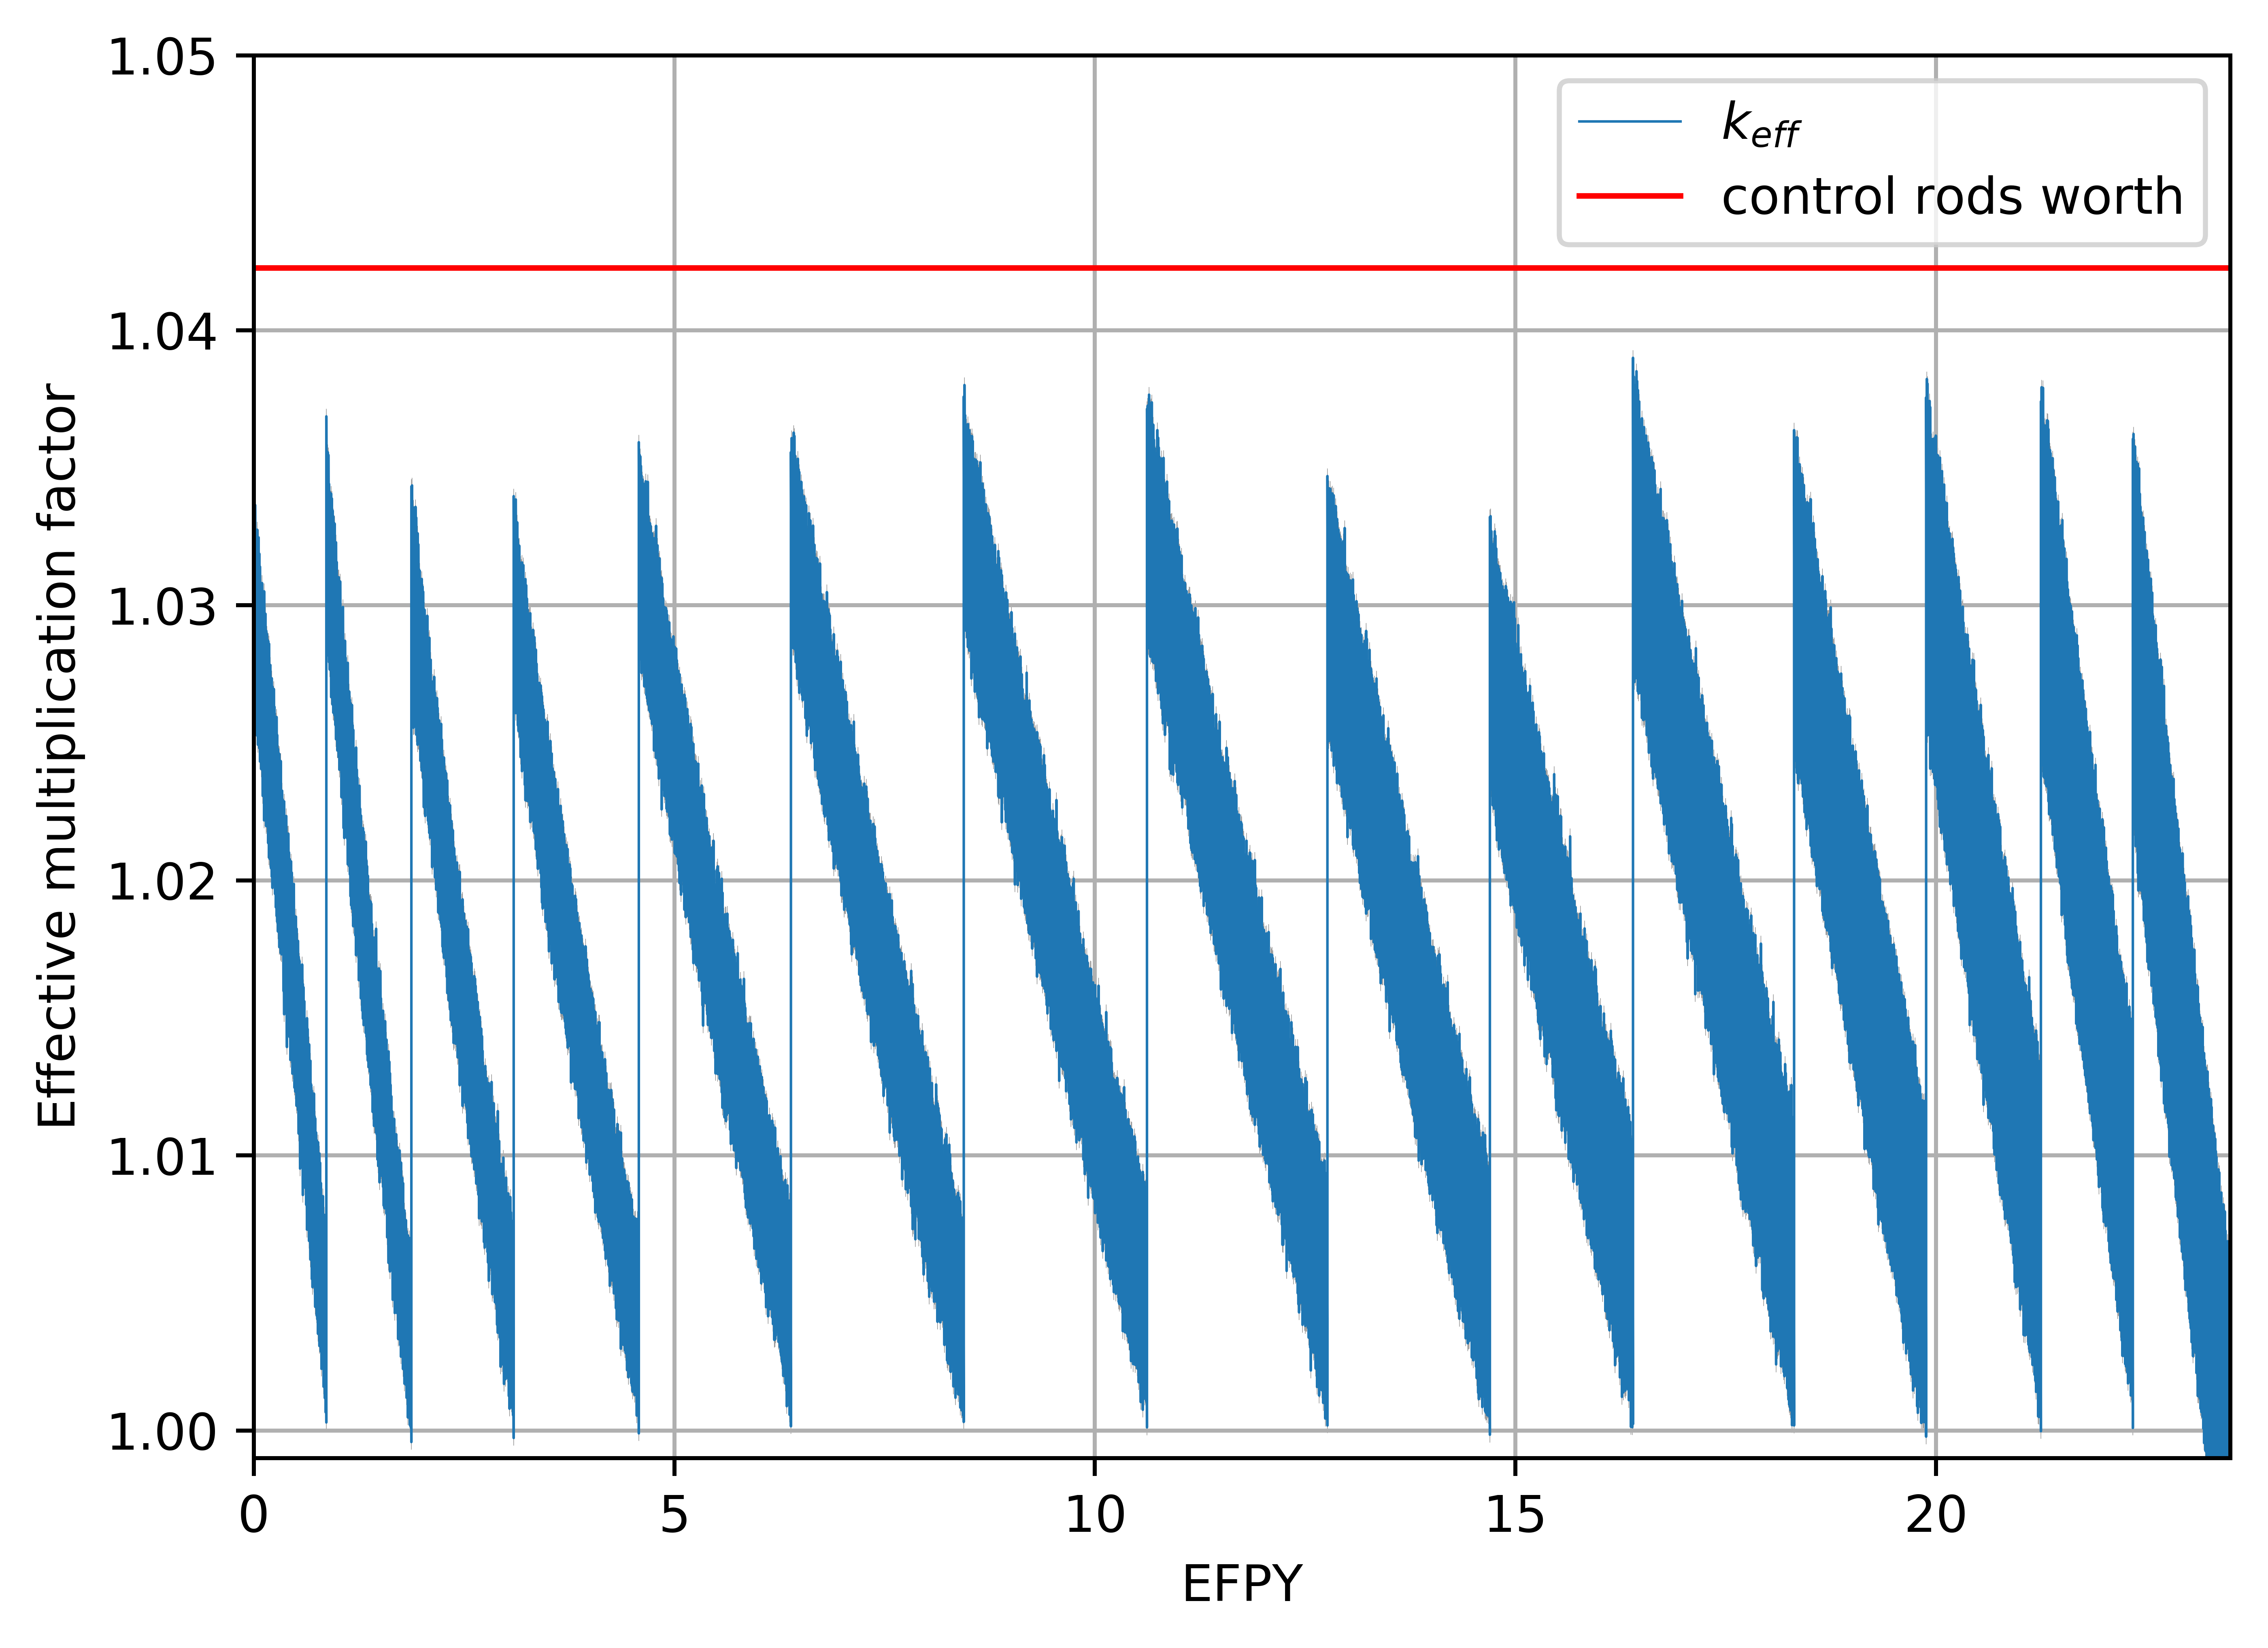 1.05
1.04
1.03
1.02
1.01
1.00
Effective multiplication factor
k_eff
control rods worth
0 5 10 15 20
EFPY